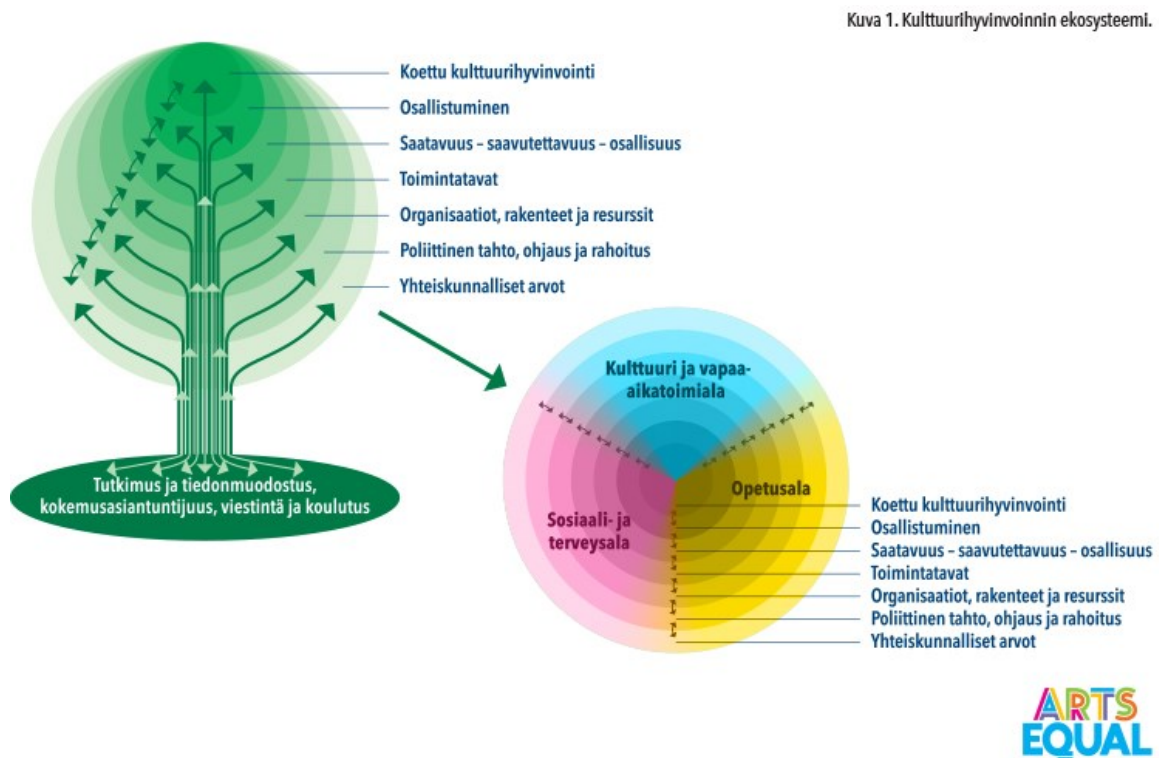 Kuva 1. Kulttuurihyvinvoinnin ekosysteemi.
Koettu kulttuurihyvinvointi
Osallistuminen
Saatavuus – saavutettavuus – osallisuus
Toimintatavat
Organisaatiot, rakenteet ja resurssit
Poliittinen tahto, ohjaus ja rahoitus
Yhteiskunnalliset arvot
Tutkimus ja tiedonmuodostus,
kokemusasiantuntijuus, viestintä ja koulutus
Kulttuuri ja vapaa-
aikatoimiala
Opetusala
Sosiaali- ja
terveysala
Koettu kulttuurihyvinvointi
Osallistuminen
Saatavuus – saavutettavuus – osallisuus
Toimintatavat
Organisaatiot, rakenteet ja resurssit
Poliittinen tahto, ohjaus ja rahoitus
Yhteiskunnalliset arvot
ARTS
EQUAL